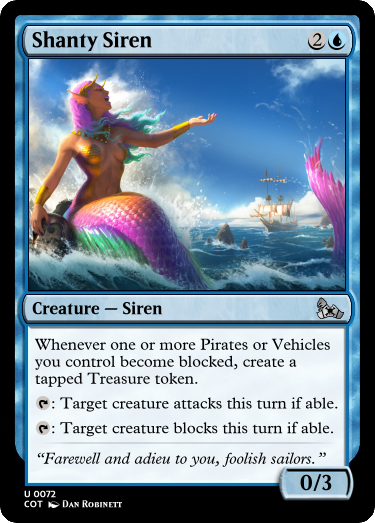 Shanty Siren 2
Creature — Siren
Whenever one or more Pirates or Vehicles
you control become blocked, create a
tapped Treasure token.
: Target creature attacks this turn if able.
: Target creature blocks this turn if able.
“Farewell and adieu to you, foolish sailors.”
0/3
U 0072
COT DAN ROBINETT